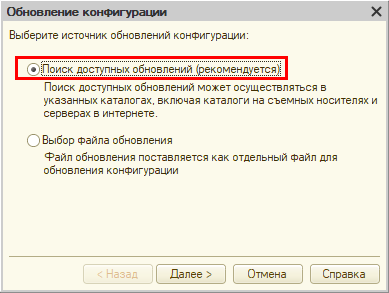 Обновление конфигурации
Выберите источник обновлений конфигурации:
Поиск доступных обновлений (рекомендуется)
Поиск доступных обновлений может осуществляться в
указанных каталогах, включая каталоги на съемных носителях и
серверах в интернете.
Выбор файла обновления
Файл обновления поставляется как отдельный файл для
обновления конфигурации
< Назад Далее > Отмена Справка